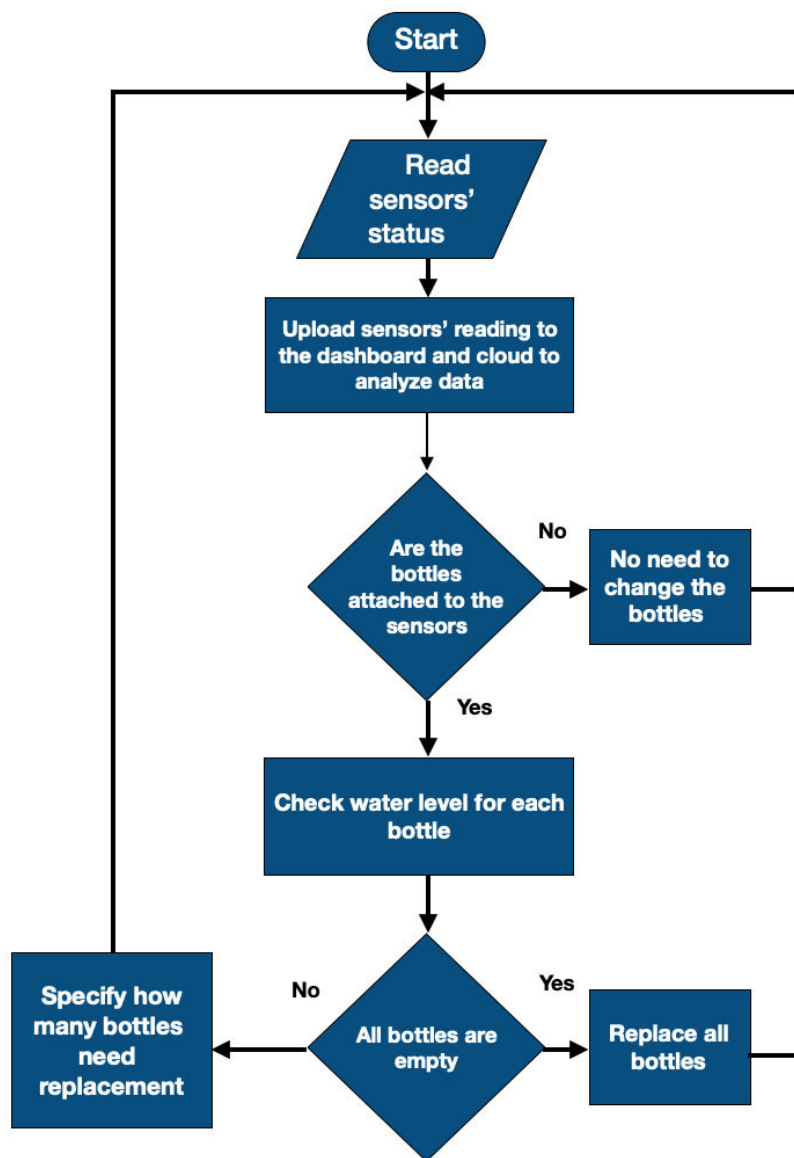 Start
Read
sensors’
status
Upload sensors’ reading to
the dashboard and cloud to
analyze data
Are the
bottles
attached to the
sensors
No
No need to
change the
bottles
Yes
Check water level for each
bottle
All bottles are
empty
No
Specify how
many bottles
need
replacement
Yes
Replace all
bottles